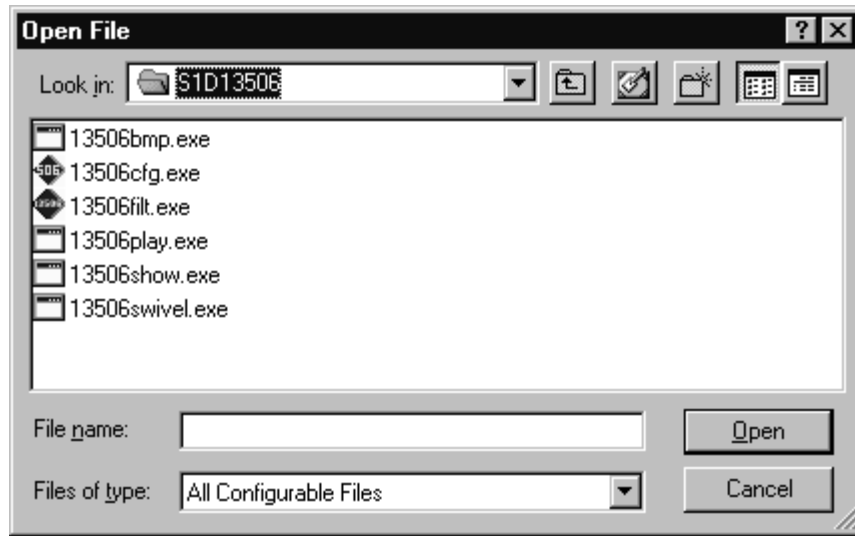 Open File
Look in: S1D13506
13506bmp.exe
13506cfg.exe
13506filt.exe
13506play.exe
13506show.exe
13506swivel.exe
File name:
Open
Files of type: All Configurable Files
Cancel